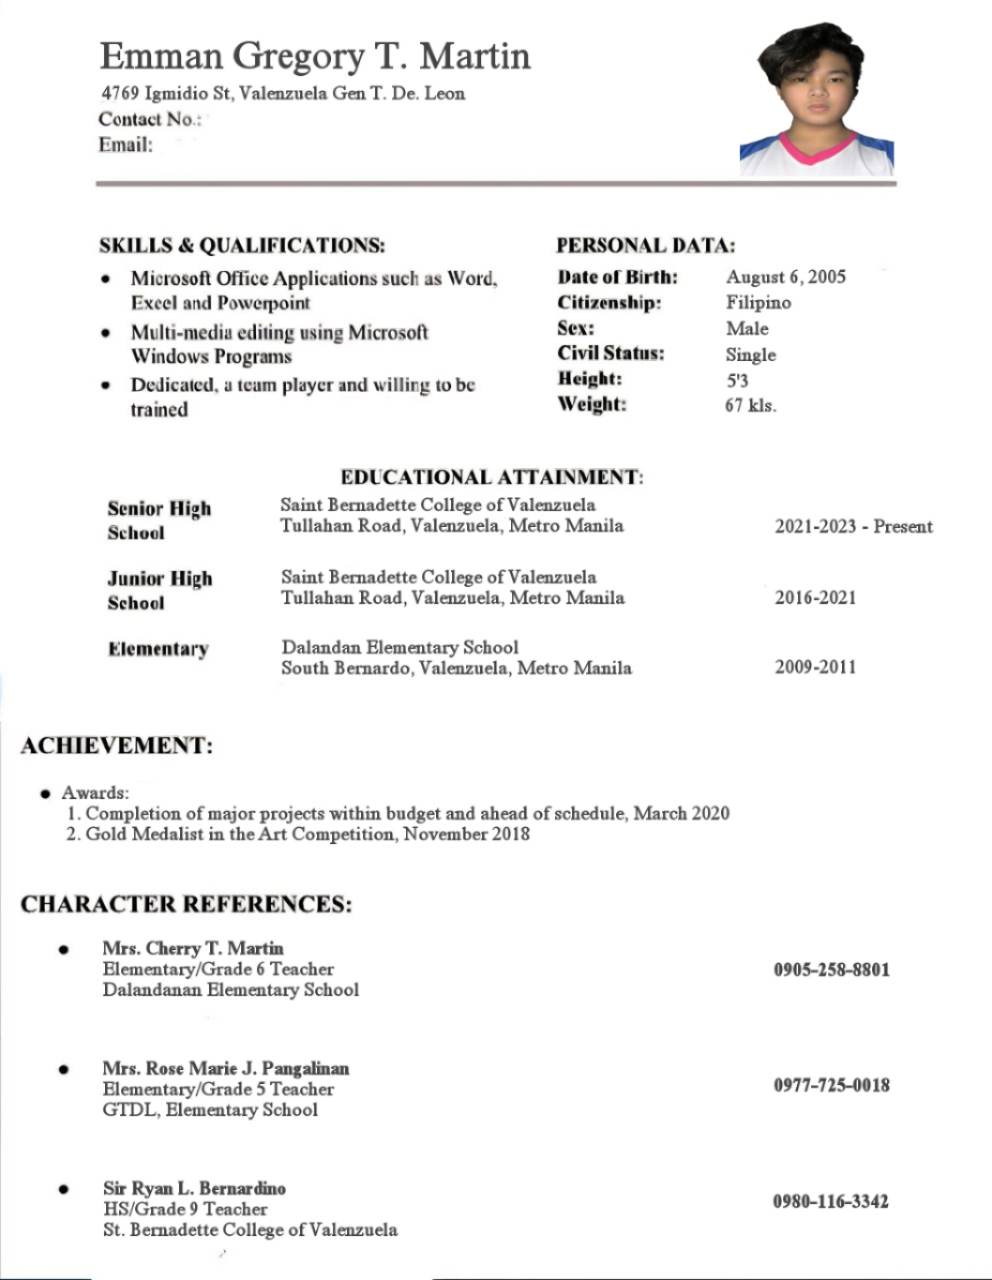 Emman Gregory T. Martin
4769 Igmidio St, Valenzuela Gen T. De. Leon
Contact No.:
Email:
SKILLS & QUALIFICATIONS:
● Microsoft Office Applications such as Word,
Excel and Powerpoint
● Multi-media editing using Microsoft
Windows Programs
● Dedicated, a team player and willing to be
trained
PERSONAL DATA:
Date of Birth: August 6, 2005
Citizenship: Filipino
Sex: Male
Civil Status: Single
Height: 5'3
Weight: 67 kls.
EDUCATIONAL ATTAINMENT:
Senior High
School
Saint Bernadette College of Valenzuela
Tullahan Road, Valenzuela, Metro Manila
2021-2023 - Present
Junior High
School
Saint Bernadette College of Valenzuela
Tullahan Road, Valenzuela, Metro Manila
2016-2021
Elementary
Dalandan Elementary School
South Bernardo, Valenzuela, Metro Manila
2009-2011
ACHIEVEMENT:
● Awards:
1. Completion of major projects within budget and ahead of schedule, March 2020
2. Gold Medalist in the Art Competition, November 2018
CHARACTER REFERENCES:
● Mrs. Cherry T. Martin
Elementary/Grade 6 Teacher
Dalandanan Elementary School
0905-258-8801
● Mrs. Rose Marie J. Pangalinan
Elementary/Grade 5 Teacher
GTDL, Elementary School
0977-725-0018
● Sir Ryan L. Bernardino
HS/Grade 9 Teacher
St. Bernadette College of Valenzuela
0980-116-3342